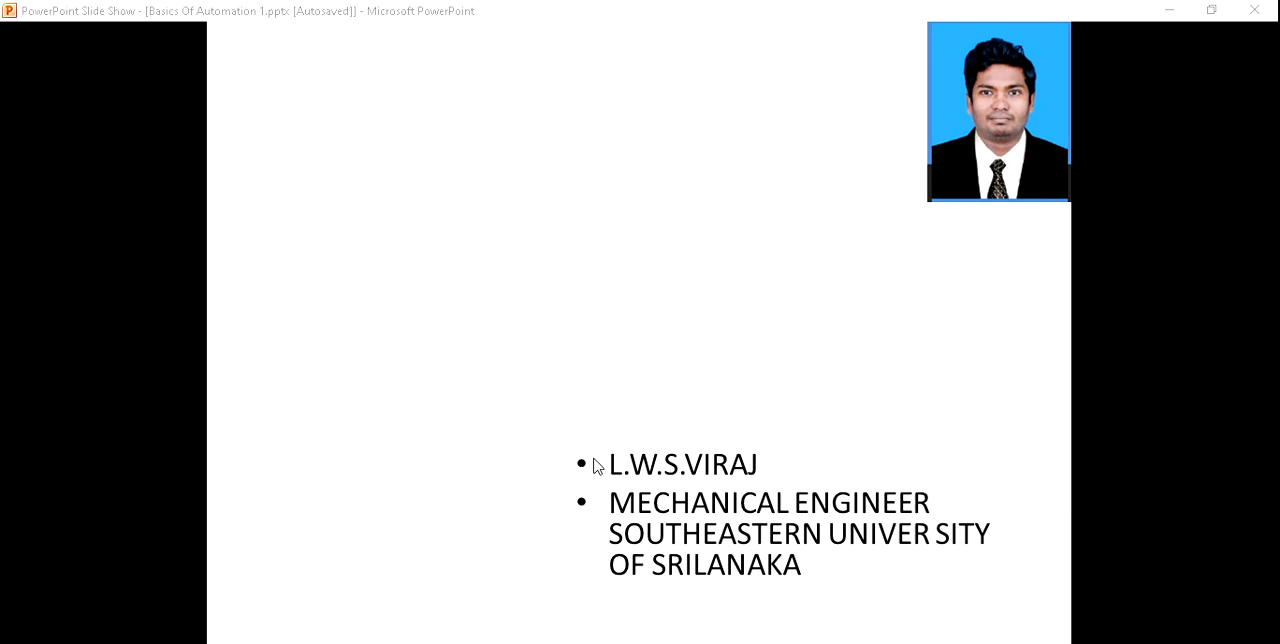 PowerPoint Slide Show - [Basics Of Automation 1.pptx [Autosaved]] - Microsoft PowerPoint
• L.W.S.VIRAJ
• MECHANICAL ENGINEER
SOUTHEASTERN UNIVER SITY
OF SRILANAKA